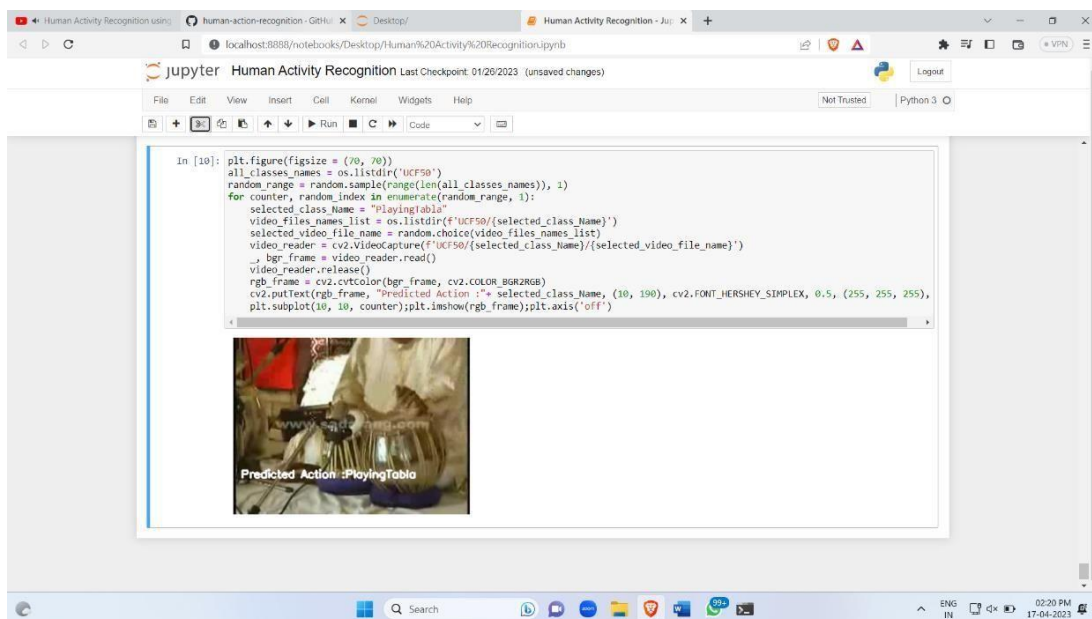 Human Activity Recognition using
human-action-recognition - GitHub
Desktop/
Human Activity Recognition - Jup
localhost:8888/notebooks/Desktop/Human%20Activity%20Recognition.ipynb
VPN
jupyter Human Activity Recognition Last Checkpoint: 01/26/2023 (unsaved changes)
Logout
File Edit View Insert Cell Kernel Widgets Help
Not Trusted
Python 3
Run
Code
In [10]: plt.figure(figsize = (70, 70))
all_classes_names = os.listdir('UCF50')
random_range = random.sample(range(len(all_classes_names)), 1)
for counter, random_index in enumerate(random_range, 1):
selected_class_Name = "PlayingTabla"
video_files_names_list = os.listdir(f'UCF50/{selected_class_Name}')
selected_video_file_name = random.choice(video_files_names_list)
video_reader = cv2.VideoCapture(f'UCF50/{selected_class_Name}/{selected_video_file_name}')
_, bgr_frame = video_reader.read()
video_reader.release()
rgb_frame = cv2.cvtColor(bgr_frame, cv2.COLOR_BGR2RGB)
cv2.putText(rgb_frame, "Predicted Action :"+ selected_class_Name, (10, 190), cv2.FONT_HERSHEY_SIMPLEX, 0.5, (255, 255, 255),
plt.subplot(10, 10, counter);plt.imshow(rgb_frame);plt.axis('off')
Predicted Action :PlayingTabla
Search
99+
ENG
IN
02:20 PM
17-04-2023